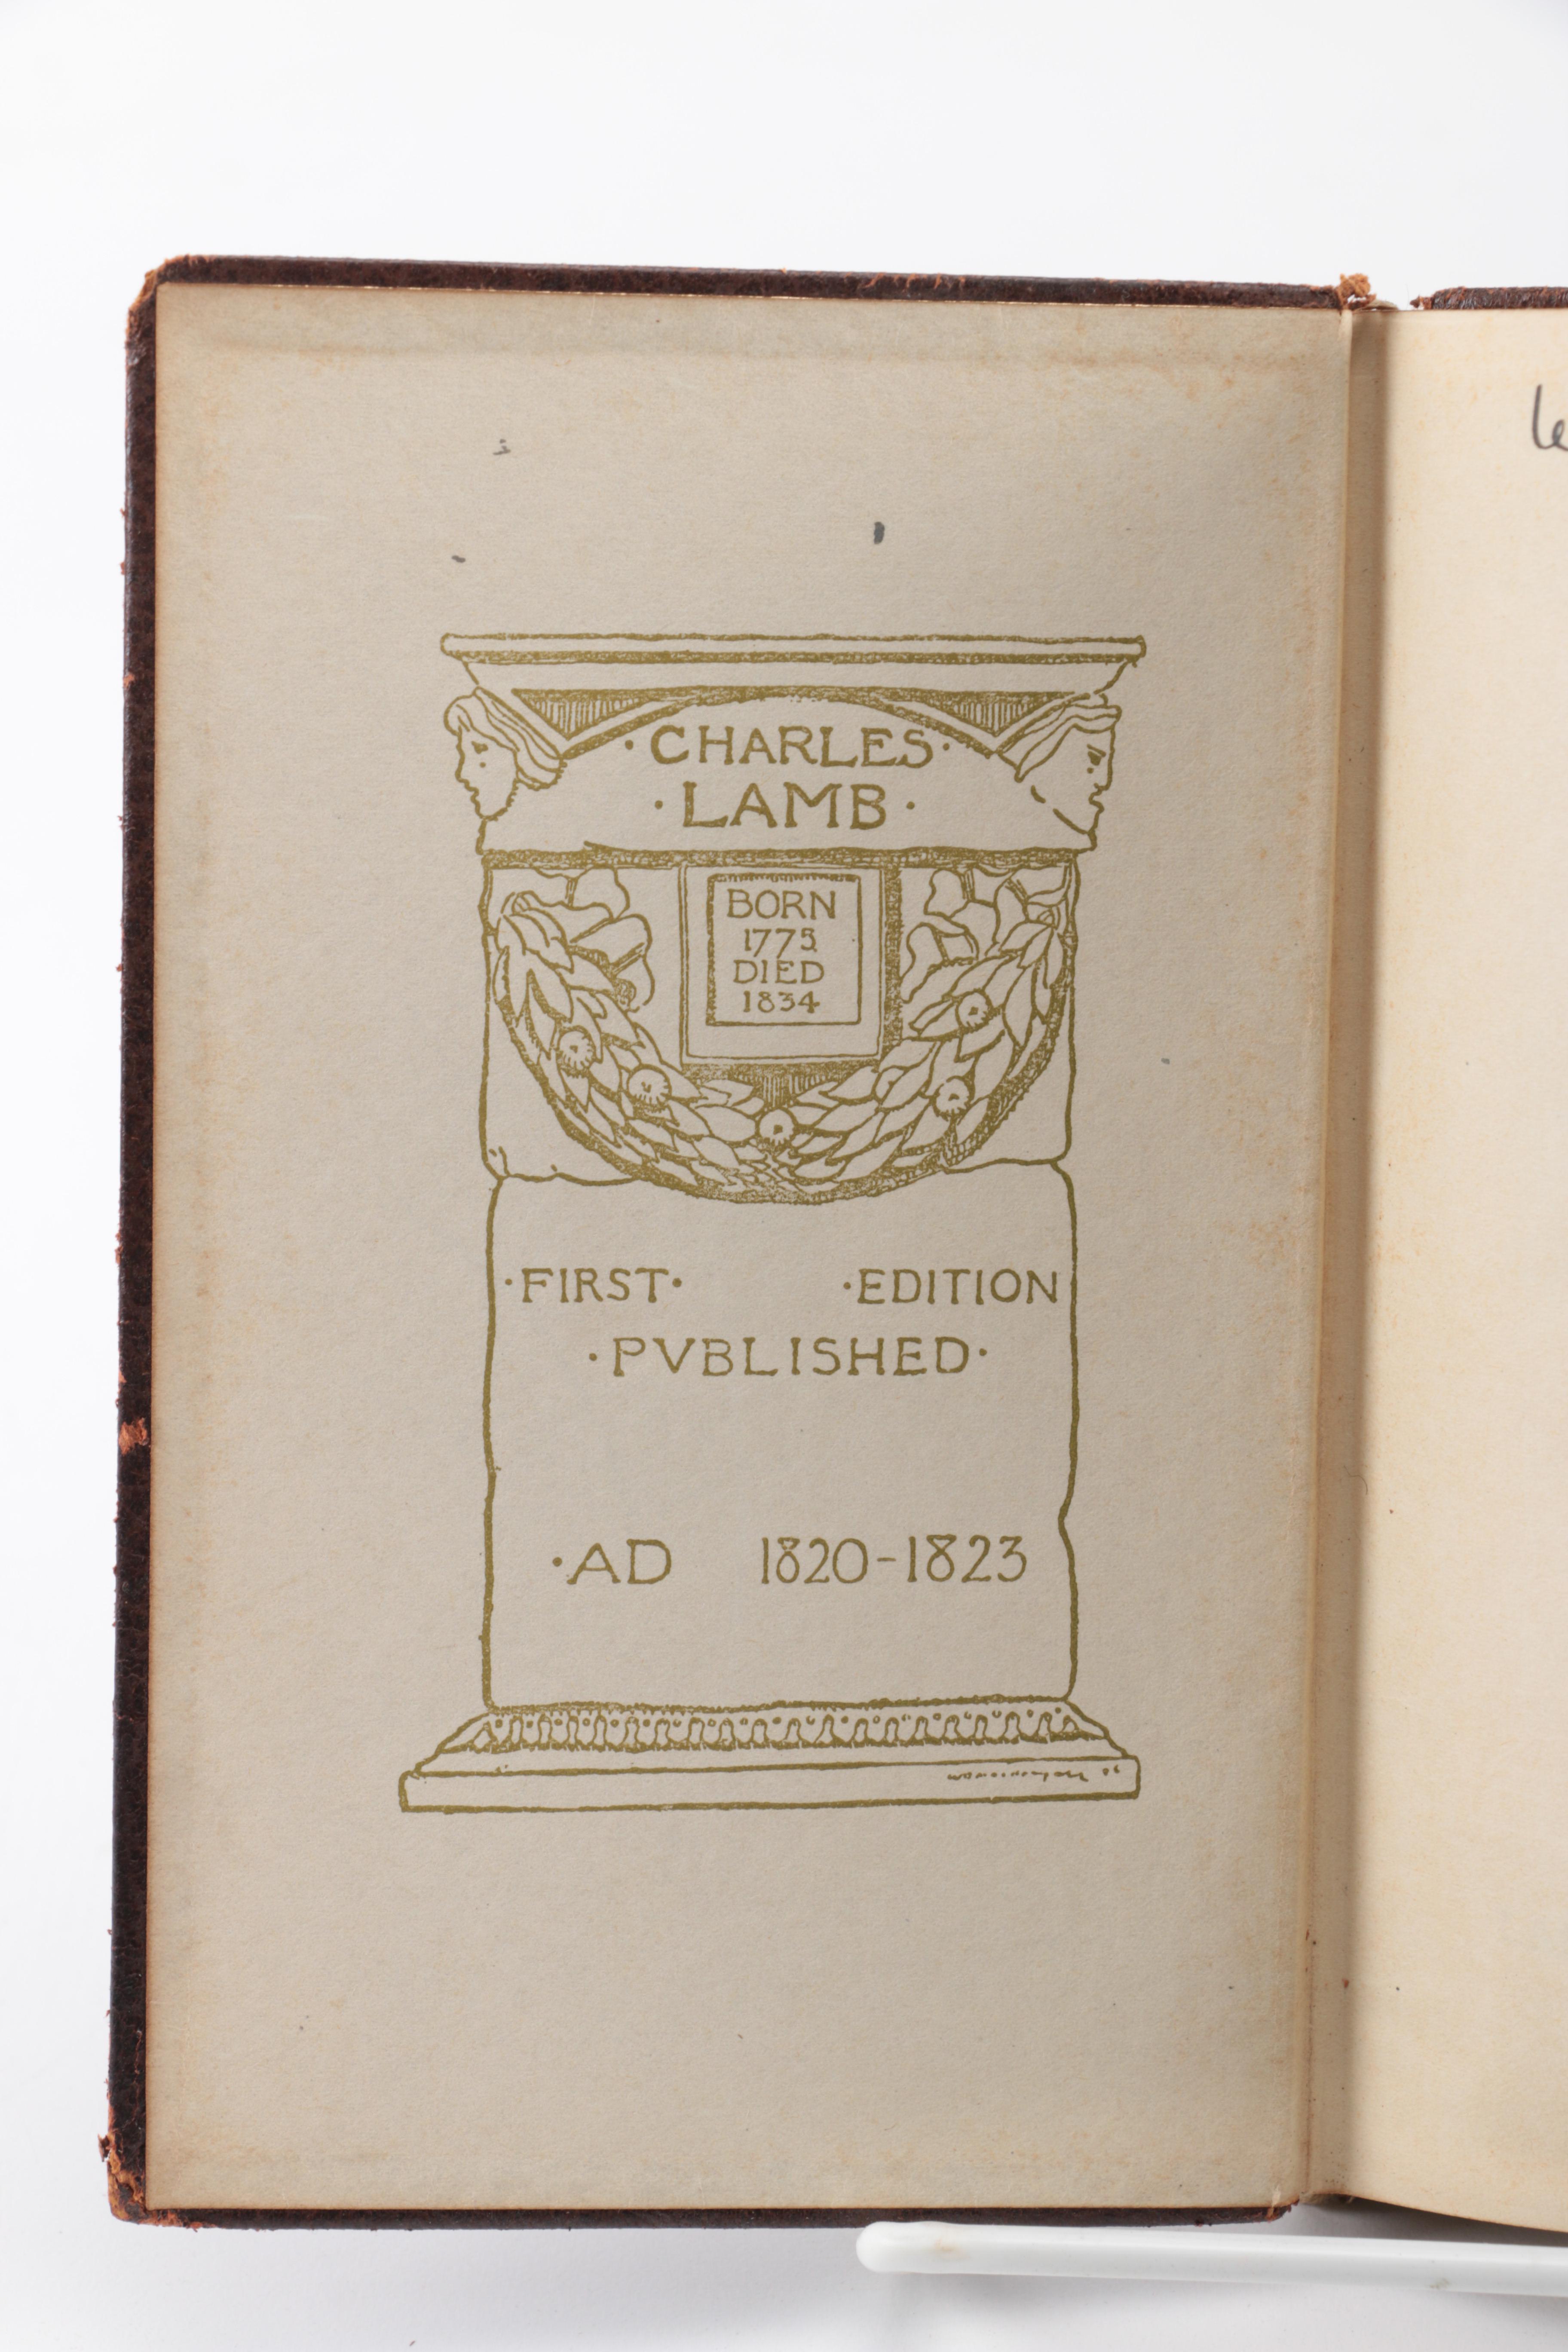 ·CHARLES·
·LAMB·
BORN
1775
DIED
1834
·FIRST· ·EDITION
·PVBLISHED·
·AD 1820-1823